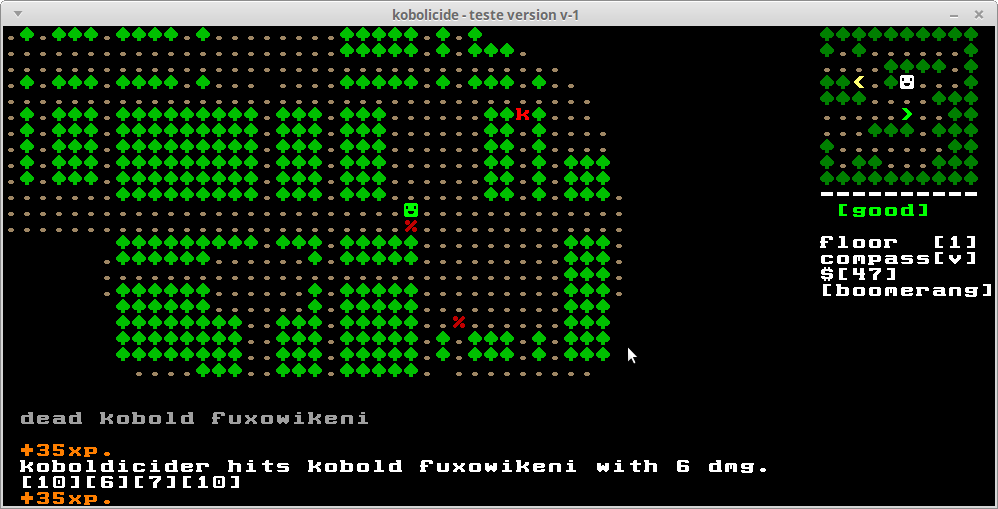 kobolicide - teste version v-1
k
[good]
floor [1]
compass[v]
$[47]
[boomerang]
dead kobold fuxowikeni
+35xp.
koboldicider hits kobold fuxowikeni with 6 dmg.
[10][6][7][10]
+35xp.